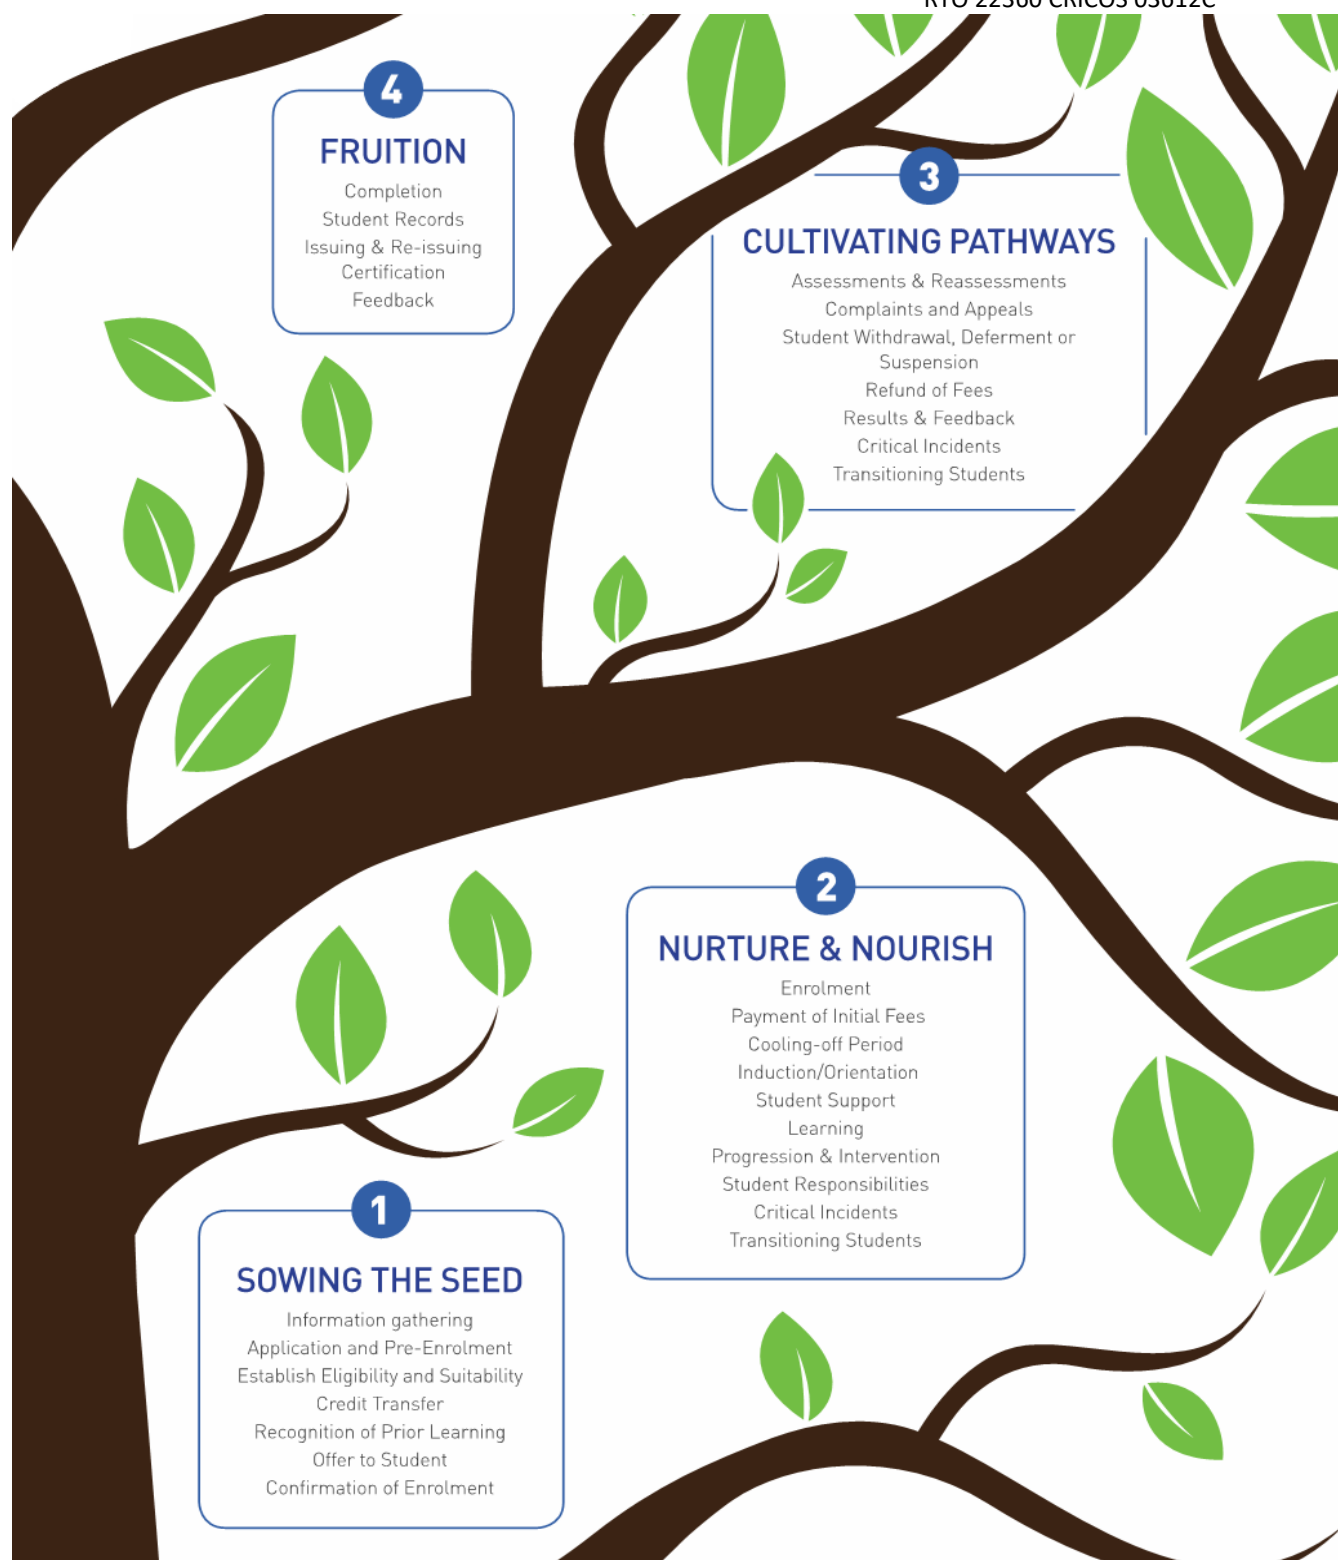 RTO 22360 CRICOS 03612C
4
FRUITION
Completion
Student Records
Issuing & Re-issuing
Certification
Feedback
3
CULTIVATING PATHWAYS
Assessments & Reassessments
Complaints and Appeals
Student Withdrawal, Deferment or
Suspension
Refund of Fees
Results & Feedback
Critical Incidents
Transitioning Students
2
NURTURE & NOURISH
Enrolment
Payment of Initial Fees
Cooling-off Period
Induction/Orientation
Student Support
Learning
Progression & Intervention
Student Responsibilities
Critical Incidents
Transitioning Students
1
SOWING THE SEED
Information gathering
Application and Pre-Enrolment
Establish Eligibility and Suitability
Credit Transfer
Recognition of Prior Learning
Offer to Student
Confirmation of Enrolment